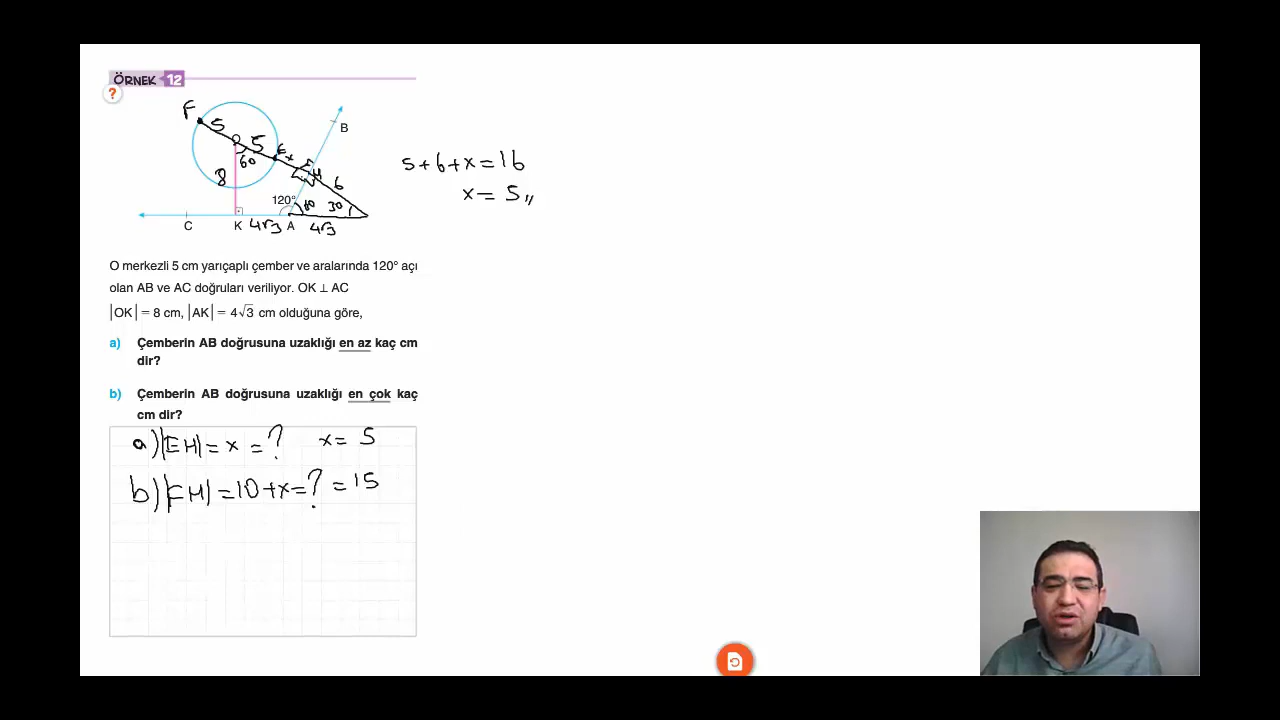 ÖRNEK 12
?
F
5
O
5
60
E
x
H
6
B
8
120°
60
30
C
K
4√3
A
4√3
5+6+x=16
x= 5,,
O merkezli 5 cm yarıçaplı çember ve aralarında 120° açı
olan AB ve AC doğruları veriliyor. OK ⊥ AC
|OK| = 8 cm, |AK| = 4√3 cm olduğuna göre,
a) Çemberin AB doğrusuna uzaklığı en az kaç cm
dir?
b) Çemberin AB doğrusuna uzaklığı en çok kaç
cm dir?
a) |EH| = x = ? x= 5
b) |FH| = 10+x=? = 15